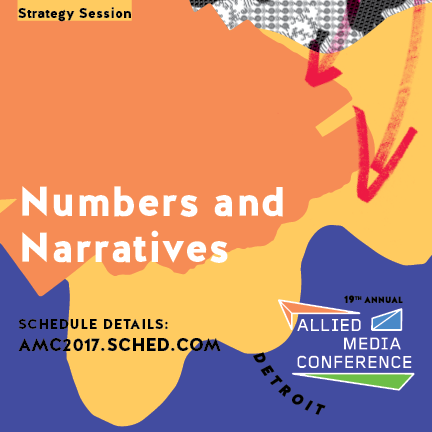 Strategy Session
Numbers and
Narratives
SCHEDULE DETAILS:
AMC2017.SCHED.COM
19TH ANNUAL
ALLIED
MEDIA
CONFERENCE
DETROIT